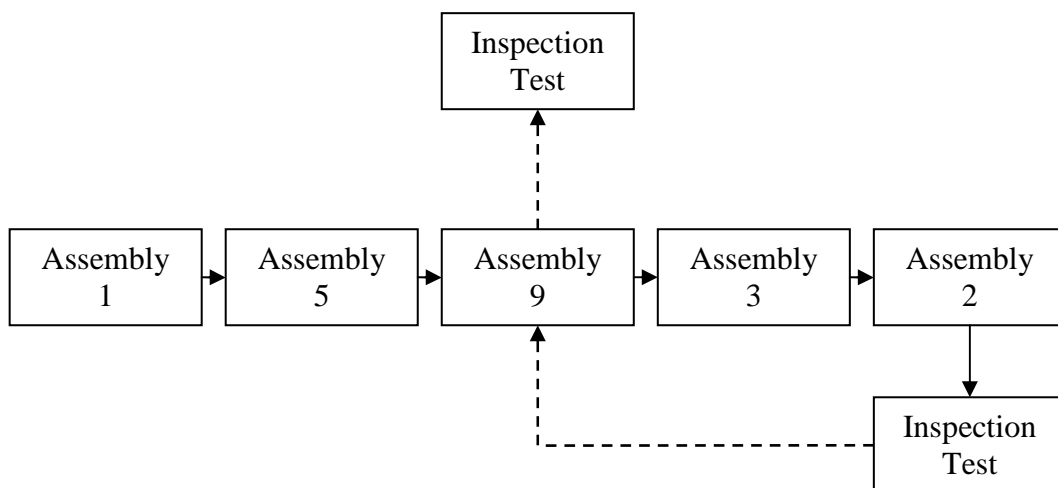 Inspection
Test
Assembly
1
Assembly
5
Assembly
9
Assembly
3
Assembly
2
Inspection
Test